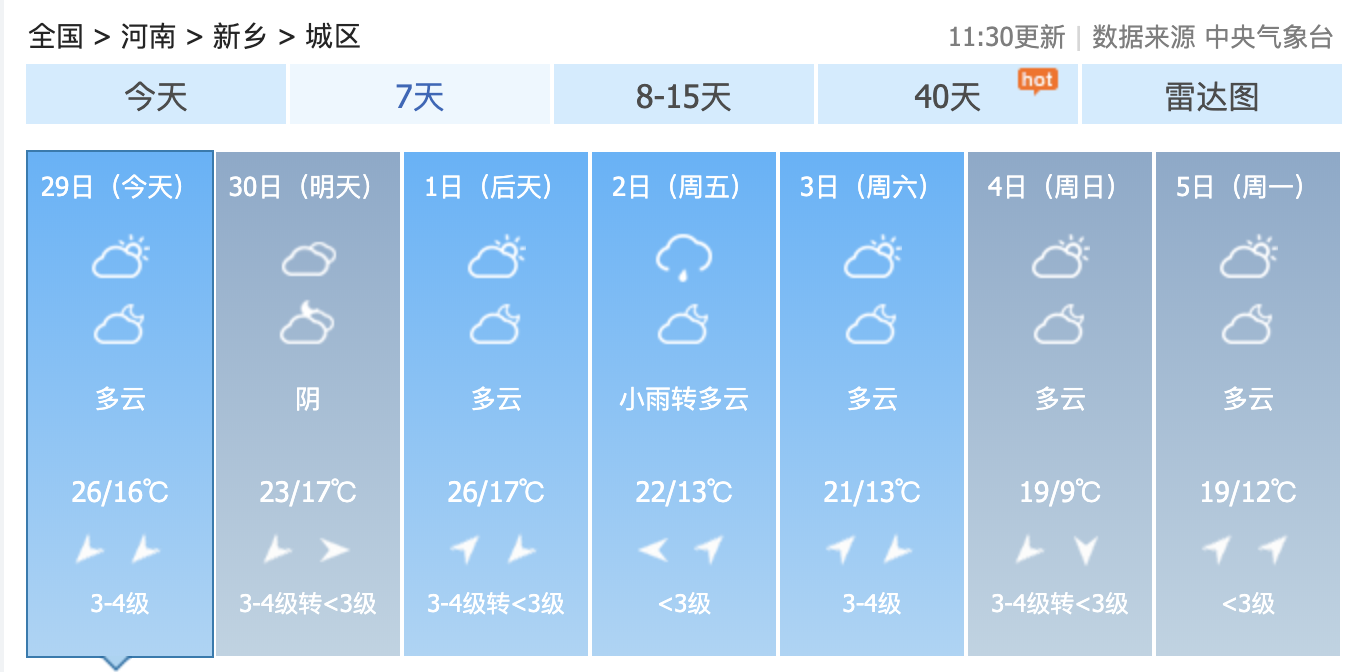 全国 > 河南 > 新乡 > 城区
11:30更新 | 数据来源 中央气象台
今天 7天 8-15天 40天 hot 雷达图
29日（今天） 30日（明天） 1日（后天） 2日（周五） 3日（周六） 4日（周日） 5日（周一）
多云 阴 多云 小雨转多云 多云 多云 多云
26/16℃ 23/17℃ 26/17℃ 22/13℃ 21/13℃ 19/9℃ 19/12℃
3-4级 3-4级转<3级 3-4级转<3级 <3级 3-4级 3-4级转<3级 <3级